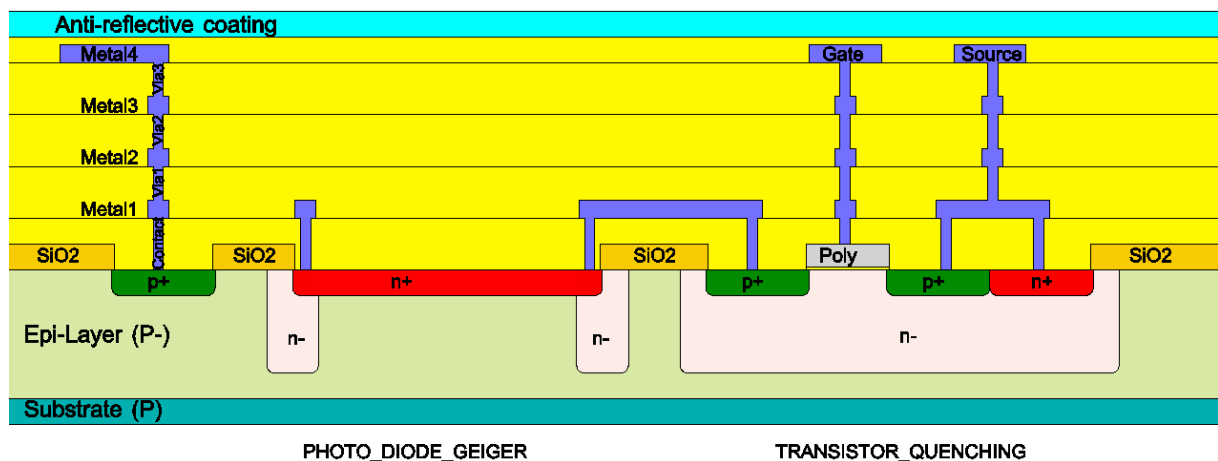 Anti-reflective coating
Metal4
Gate
Source
Via3
Metal3
Via2
Metal2
Via1
Metal1
Contact
SiO2
SiO2
SiO2
Poly
SiO2
p+
n+
p+
p+
n+
Epi-Layer (P-)
n-
n-
n-
Substrate (P)
PHOTO_DIODE_GEIGER
TRANSISTOR_QUENCHING